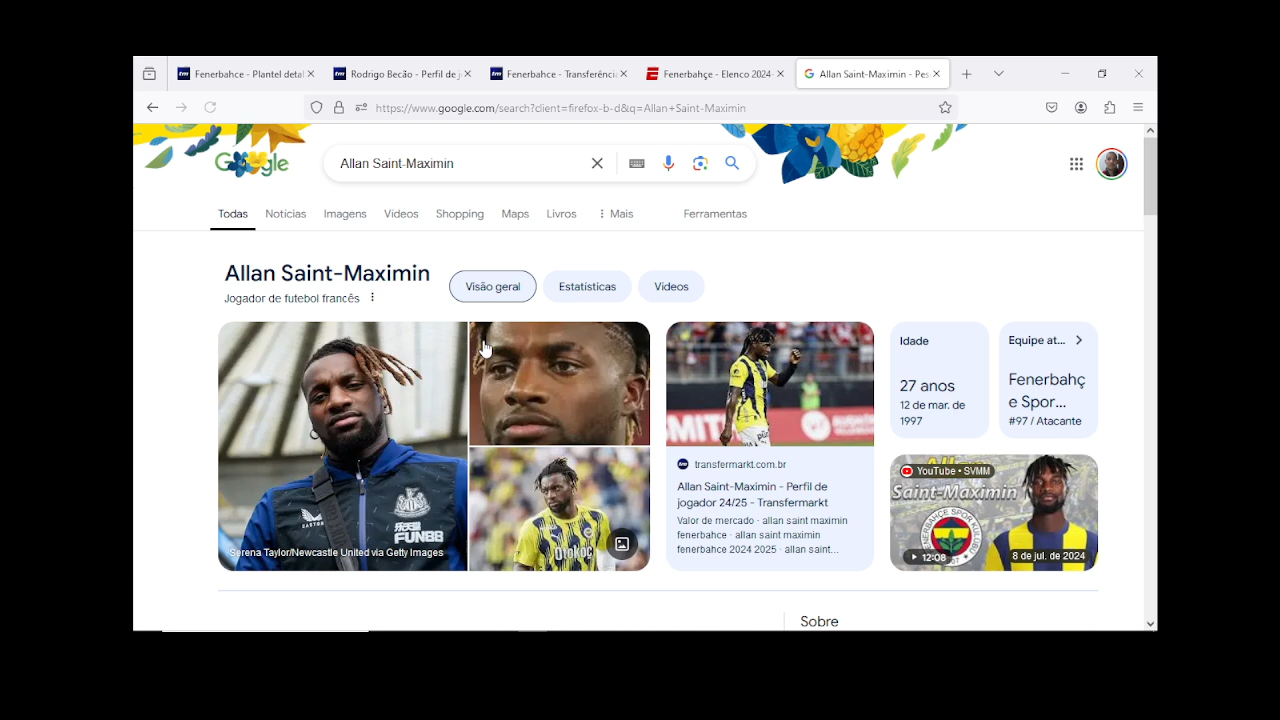 Fenerbahce - Plantel detal
Rodrigo Becão - Perfil de j
Fenerbahce - Transferência
Fenerbahçe - Elenco 2024-
Allan Saint-Maximin - Pes
https://www.google.com/search?client=firefox-b-d&q=Allan+Saint-Maximin
Google
Allan Saint-Maximin
Todas
Notícias
Imagens
Vídeos
Shopping
Maps
Livros
Mais
Ferramentas
Allan Saint-Maximin
Jogador de futebol francês
Visão geral
Estatísticas
Vídeos
Serena Taylor/Newcastle United via Getty Images
CASTORE
FUN88
Otokoç
transfermarkt.com.br
Allan Saint-Maximin - Perfil de
jogador 24/25 - Transfermarkt
Valor de mercado · allan saint maximin
fenerbahce · allan saint maximin
fenerbahce 2024 2025 · allan saint...
Idade
27 anos
12 de mar. de
1997
Equipe at...
Fenerbahç
e Spor...
#97 / Atacante
YouTube • SVMM
Allan
Saint-Maximin
12:08
8 de jul. de 2024
Sobre